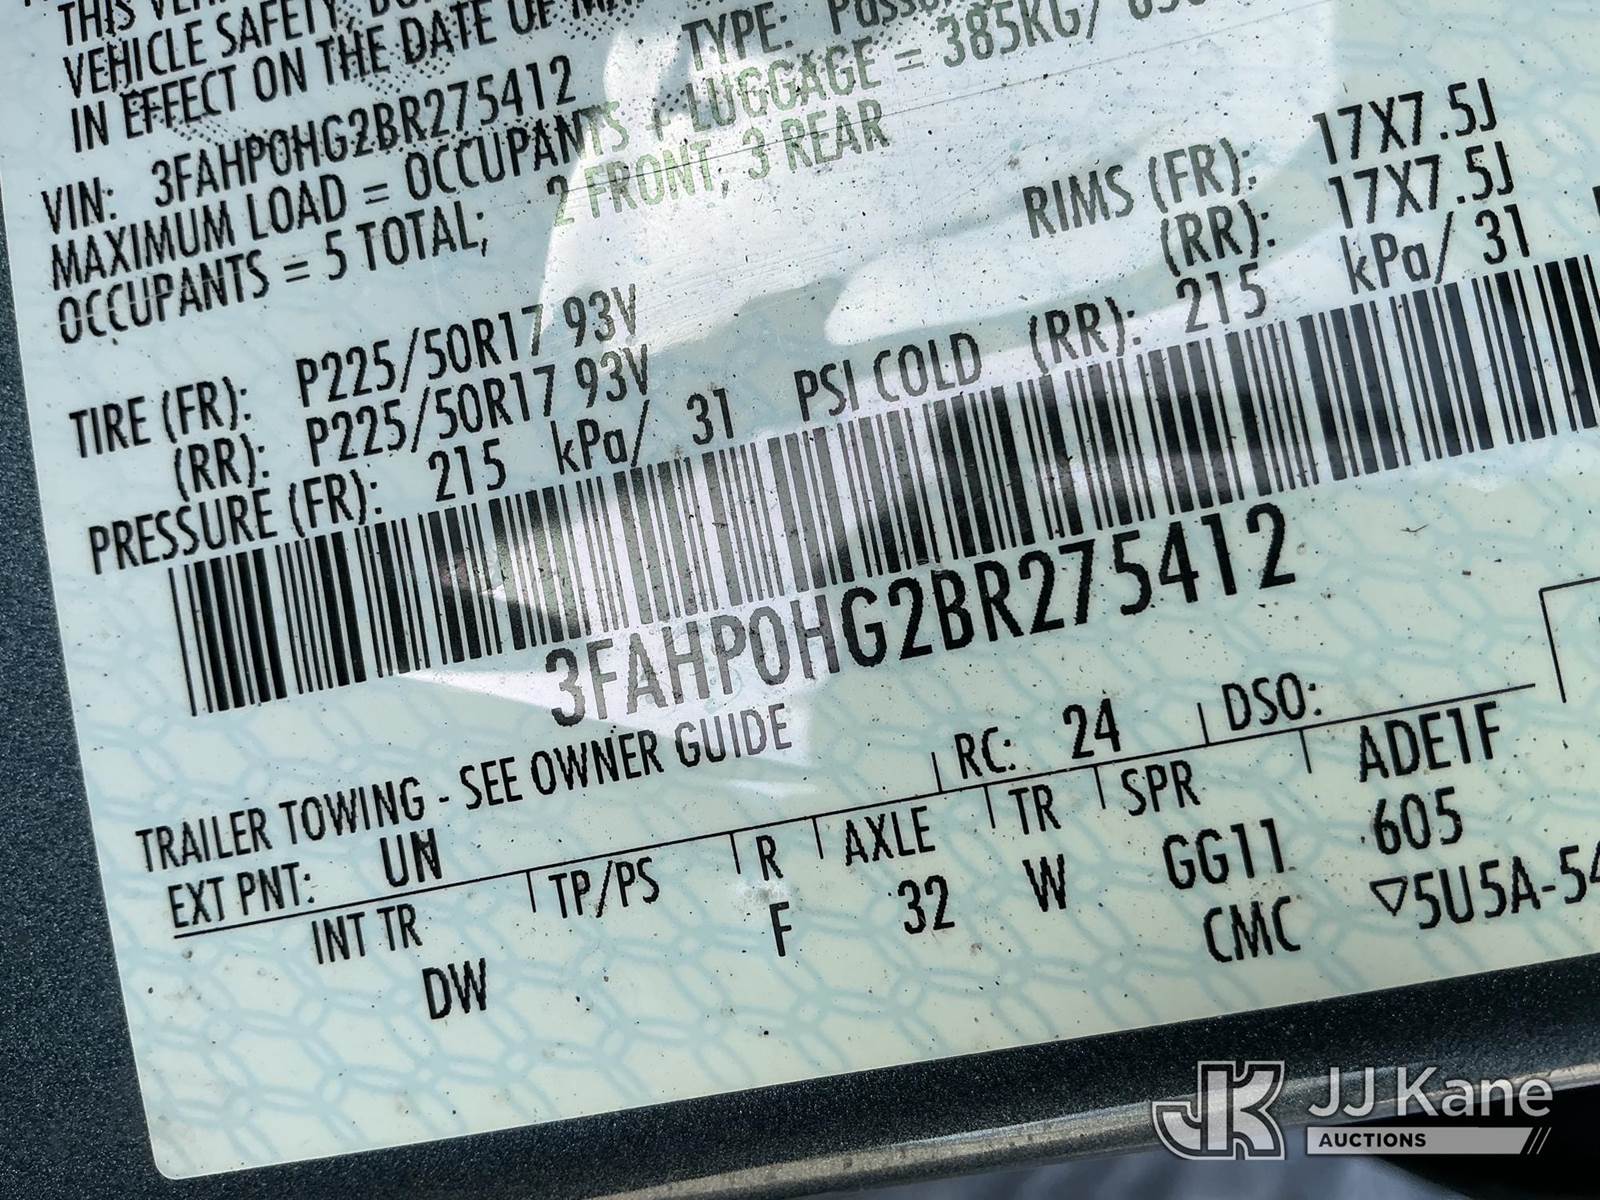 THIS
VEHICLE SAFETY,
IN EFFECT ON THE DATE OF
VIN: 3FAHP0HG2BR275412 TYPE:
MAXIMUM LOAD = OCCUPANTS + LUGGAGE = 385KG/
OCCUPANTS = 5 TOTAL; 2 FRONT, 3 REAR
TIRE (FR): P225/50R17 93V RIMS (FR): 17X7.5J
(RR): P225/50R17 93V (RR): 17X7.5J
PRESSURE (FR): 215 kPa/ 31 PSI COLD (RR): 215 kPa/ 31
3FAHP0HG2BR275412
TRAILER TOWING - SEE OWNER GUIDE
EXT PNT: UN RC: 24 DSO:
INT TR TP/PS R AXLE TR SPR ADE1F
DW F 32 W GG11 605
CMC ▽5U5A-54
JK JJ Kane
AUCTIONS